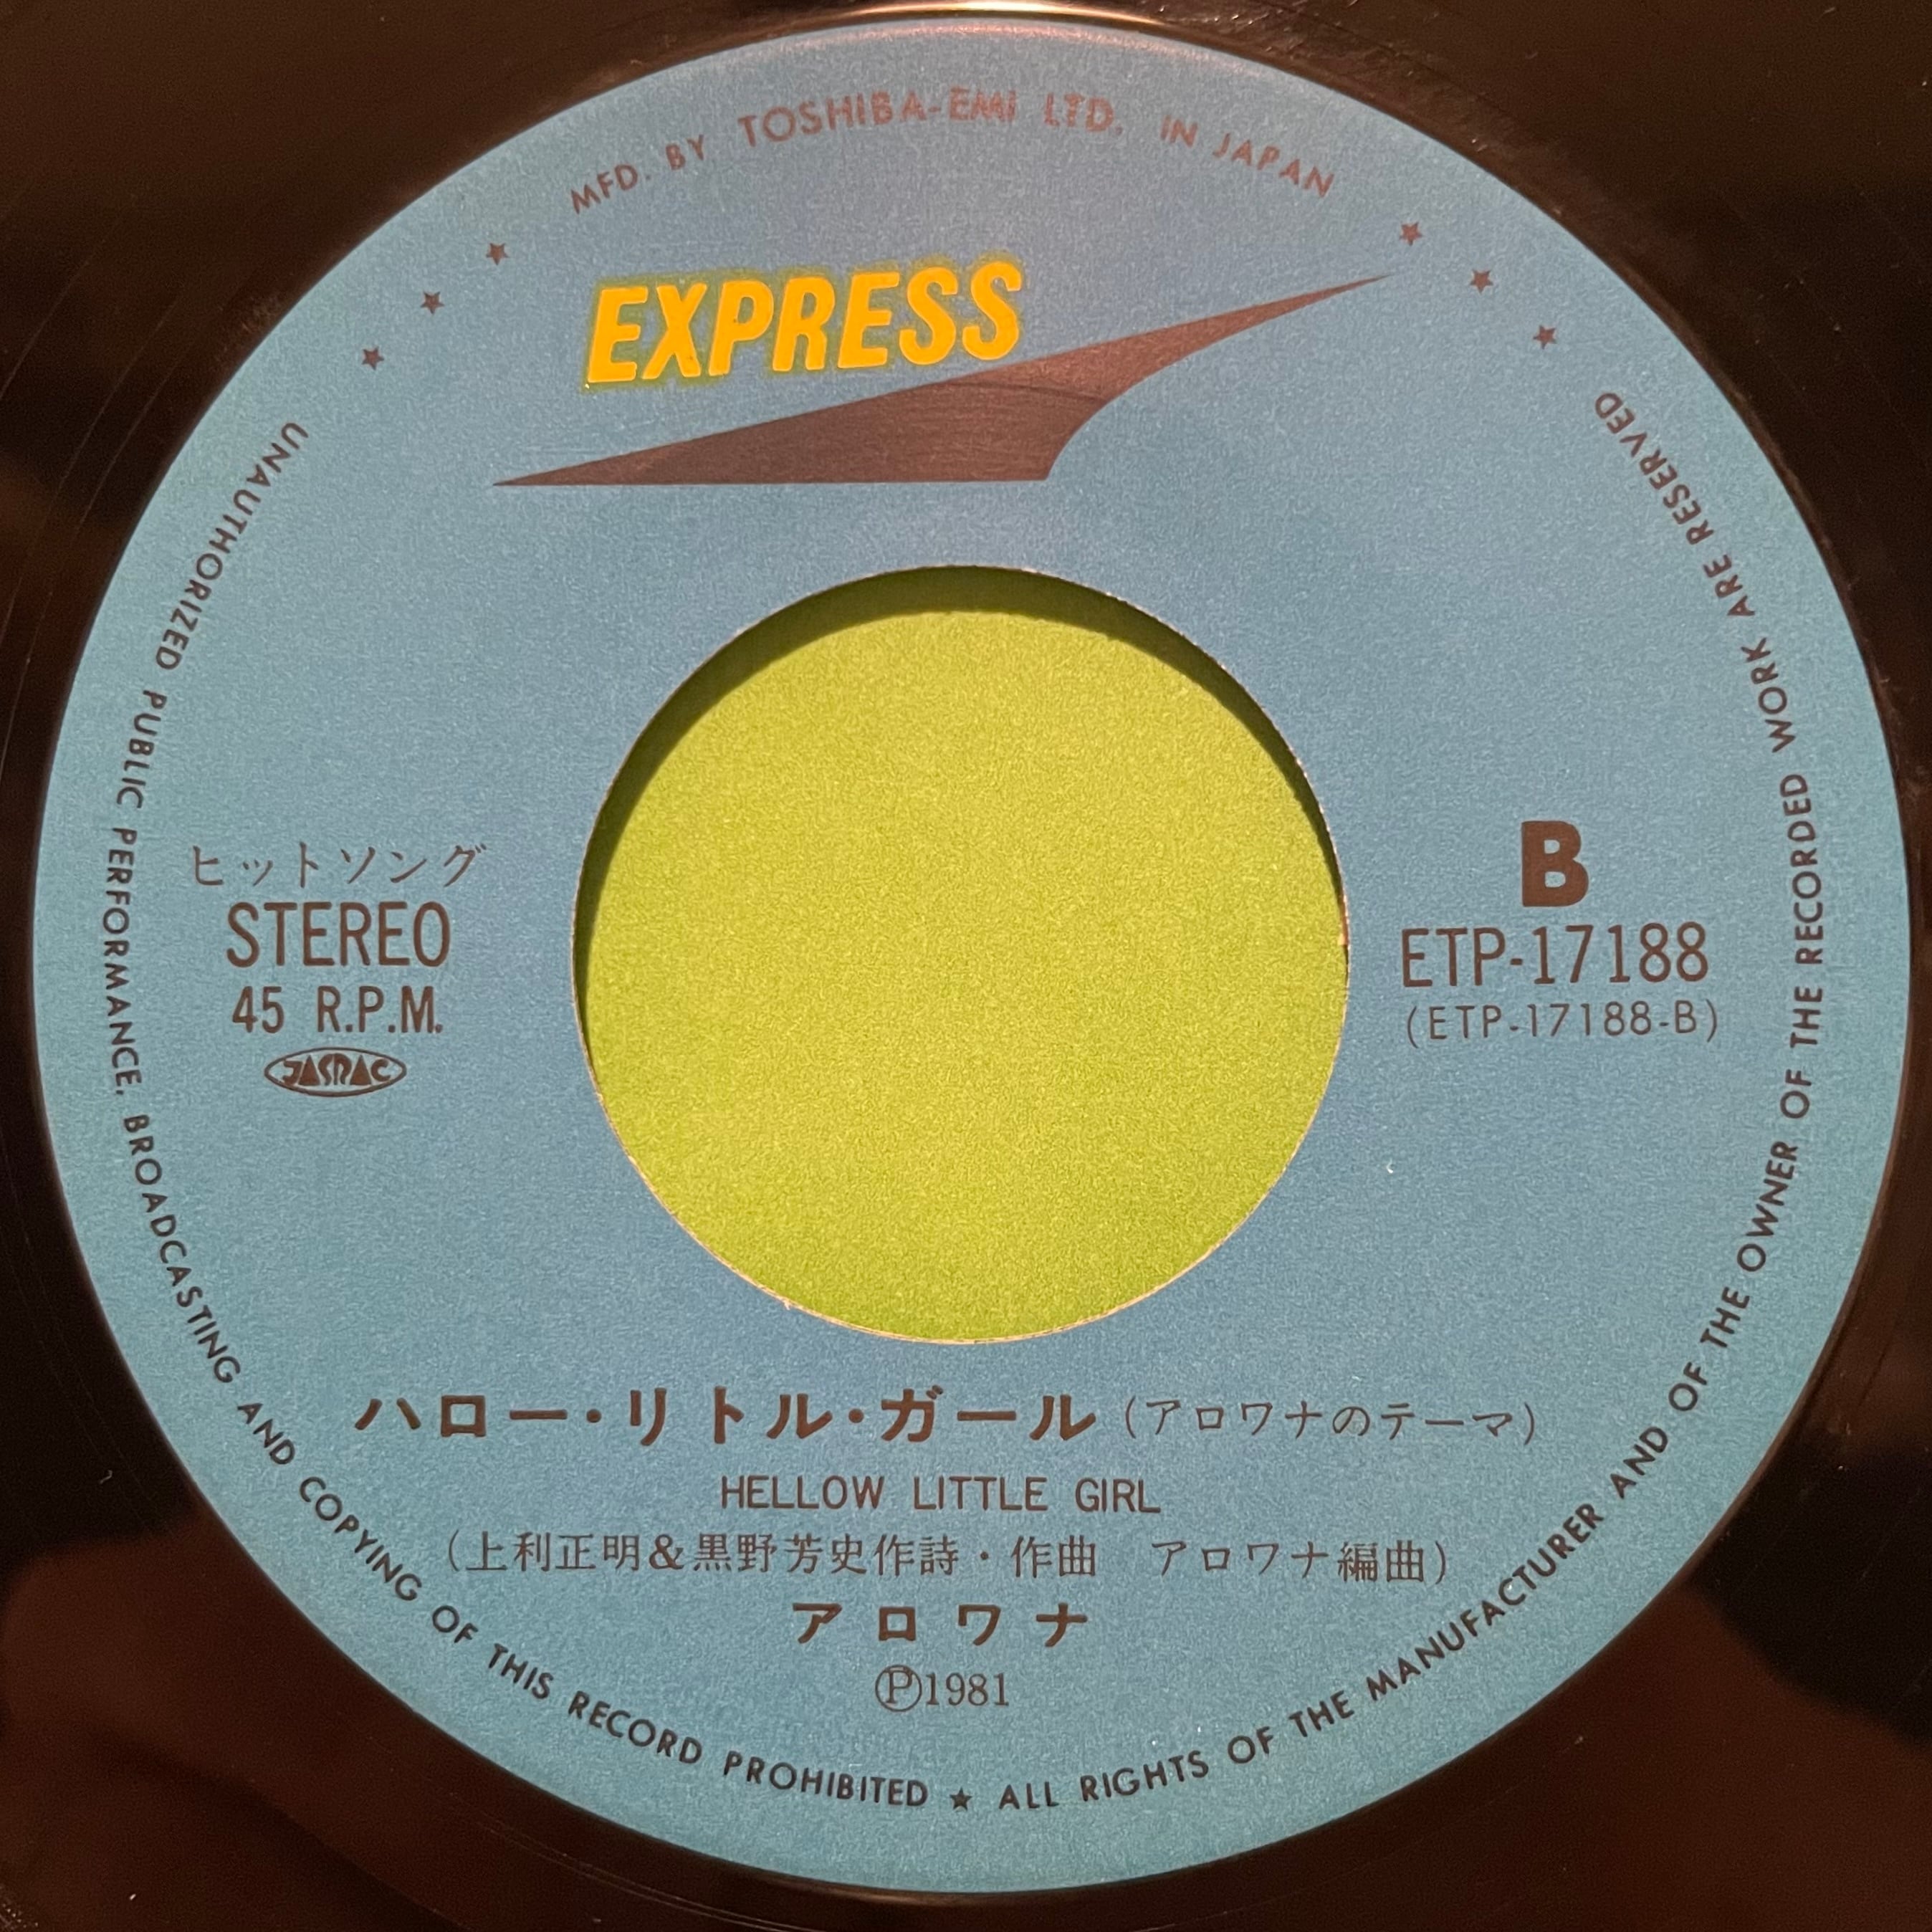 MFD. BY TOSHIBA-EMI LTD. IN JAPAN
EXPRESS
ヒットソング
STEREO
45 R.P.M.
JASRAC
B
ETP-17188
(ETP-17188-B)
ハロー・リトル・ガール(アロワナのテーマ)
HELLOW LITTLE GIRL
(上利正明&黒野芳史作詩・作曲 アロワナ編曲)
アロワナ
Ⓟ1981
UNAUTHORIZED PUBLIC PERFORMANCE, BROADCASTING AND COPYING OF THIS RECORD PROHIBITED ★ ALL RIGHTS OF THE MANUFACTURER AND OF THE OWNER OF THE RECORDED WORK ARE RESERVED